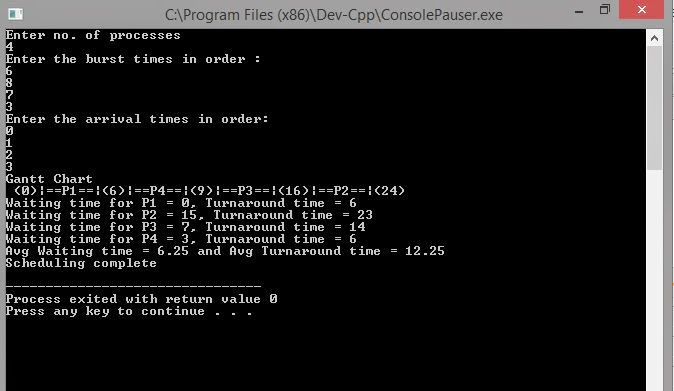 C:\Program Files (x86)\Dev-Cpp\ConsolePauser.exe
Enter no. of processes
4
Enter the burst times in order :
6
8
7
3
Enter the arrival times in order:
0
1
2
3
Gantt Chart
(0)¦==P1==¦(6)¦==P4==¦(9)¦==P3==¦(16)¦==P2==¦(24)
Waiting time for P1 = 0, Turnaround time = 6
Waiting time for P2 = 15, Turnaround time = 23
Waiting time for P3 = 7, Turnaround time = 14
Waiting time for P4 = 3, Turnaround time = 6
Avg Waiting time = 6.25 and Avg Turnaround time = 12.25
Scheduling complete
--------------------------------
Process exited with return value 0
Press any key to continue . . .